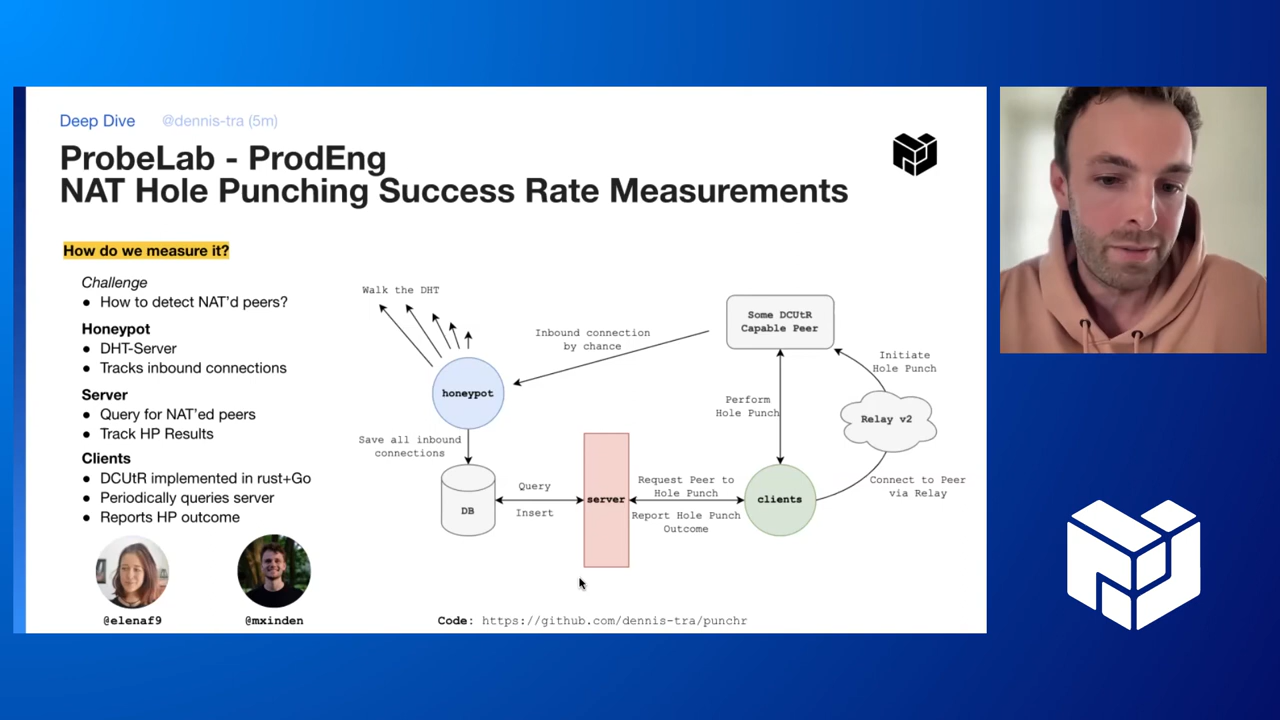 Deep Dive @dennis-tra (5m)
ProbeLab - ProdEng
NAT Hole Punching Success Rate Measurements
How do we measure it?
Challenge
● How to detect NAT'd peers?
Honeypot
● DHT-Server
● Tracks inbound connections
Server
● Query for NAT'ed peers
● Track HP Results
Clients
● DCUtR implemented in rust+Go
● Periodically queries server
● Reports HP outcome
@elenaf9
@mxinden
Walk the DHT
honeypot
Inbound connection
by chance
Some DCUtR
Capable Peer
Initiate
Hole Punch
Perform
Hole Punch
Relay v2
Save all inbound
connections
DB
Query
Insert
server
Request Peer to
Hole Punch
Report Hole Punch
Outcome
clients
Connect to Peer
via Relay
Code: https://github.com/dennis-tra/punchr